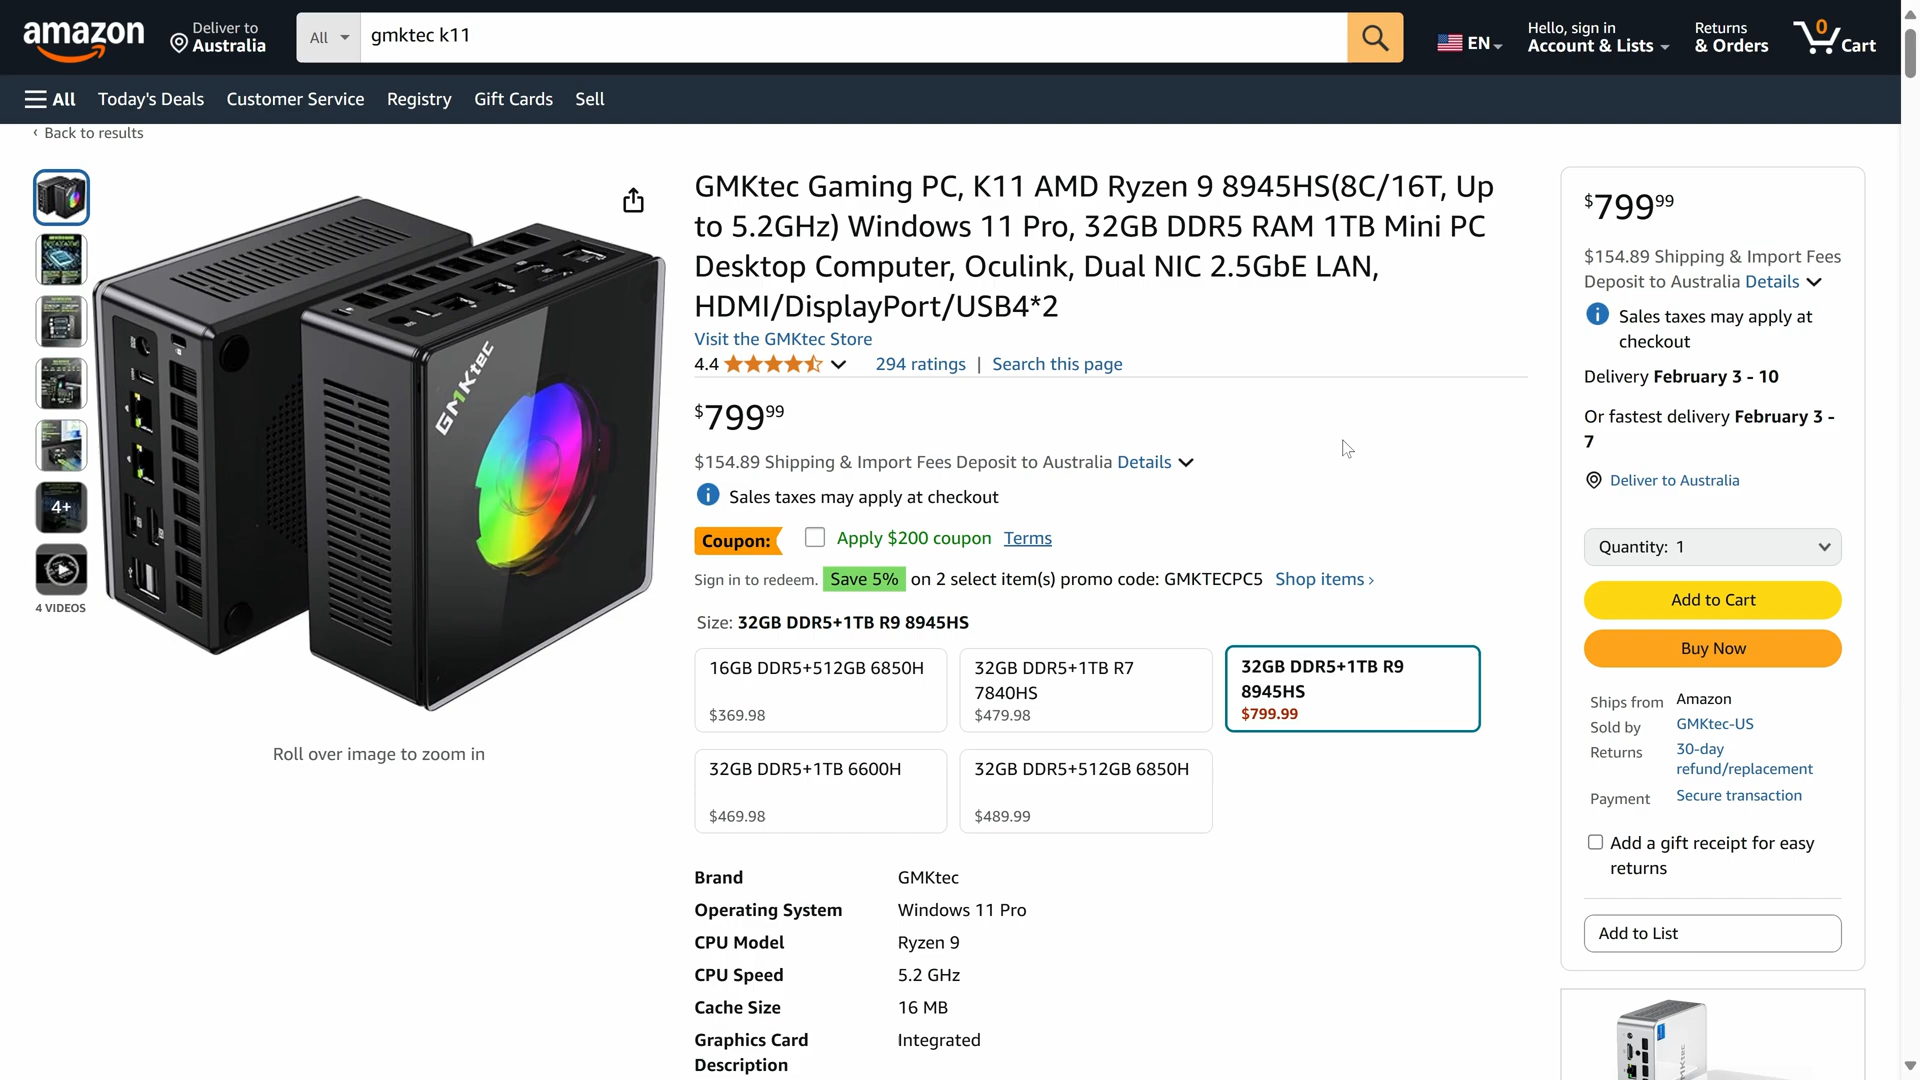 amazon
Deliver to
Australia
All
gmktec k11
EN
Hello, sign in
Account & Lists
Returns
& Orders
0
Cart
All
Today's Deals
Customer Service
Registry
Gift Cards
Sell
‹ Back to results
4+
4 VIDEOS
GMKtec
Roll over image to zoom in
GMKtec Gaming PC, K11 AMD Ryzen 9 8945HS(8C/16T, Up
to 5.2GHz) Windows 11 Pro, 32GB DDR5 RAM 1TB Mini PC
Desktop Computer, Oculink, Dual NIC 2.5GbE LAN,
HDMI/DisplayPort/USB4*2
Visit the GMKtec Store
4.4 294 ratings | Search this page
$79999
$154.89 Shipping & Import Fees Deposit to Australia Details
Sales taxes may apply at checkout
Coupon: Apply $200 coupon Terms
Sign in to redeem. Save 5% on 2 select item(s) promo code: GMKTECPC5 Shop items ›
Size: 32GB DDR5+1TB R9 8945HS
16GB DDR5+512GB 6850H
$369.98
32GB DDR5+1TB R7
7840HS
$479.98
32GB DDR5+1TB R9
8945HS
$799.99
32GB DDR5+1TB 6600H
$469.98
32GB DDR5+512GB 6850H
$489.99
Brand GMKtec
Operating System Windows 11 Pro
CPU Model Ryzen 9
CPU Speed 5.2 GHz
Cache Size 16 MB
Graphics Card Integrated
Description
$79999
$154.89 Shipping & Import Fees
Deposit to Australia Details
Sales taxes may apply at
checkout
Delivery February 3 - 10
Or fastest delivery February 3 -
7
Deliver to Australia
Quantity: 1
Add to Cart
Buy Now
Ships from Amazon
Sold by GMKtec-US
Returns 30-day
refund/replacement
Payment Secure transaction
Add a gift receipt for easy
returns
Add to List